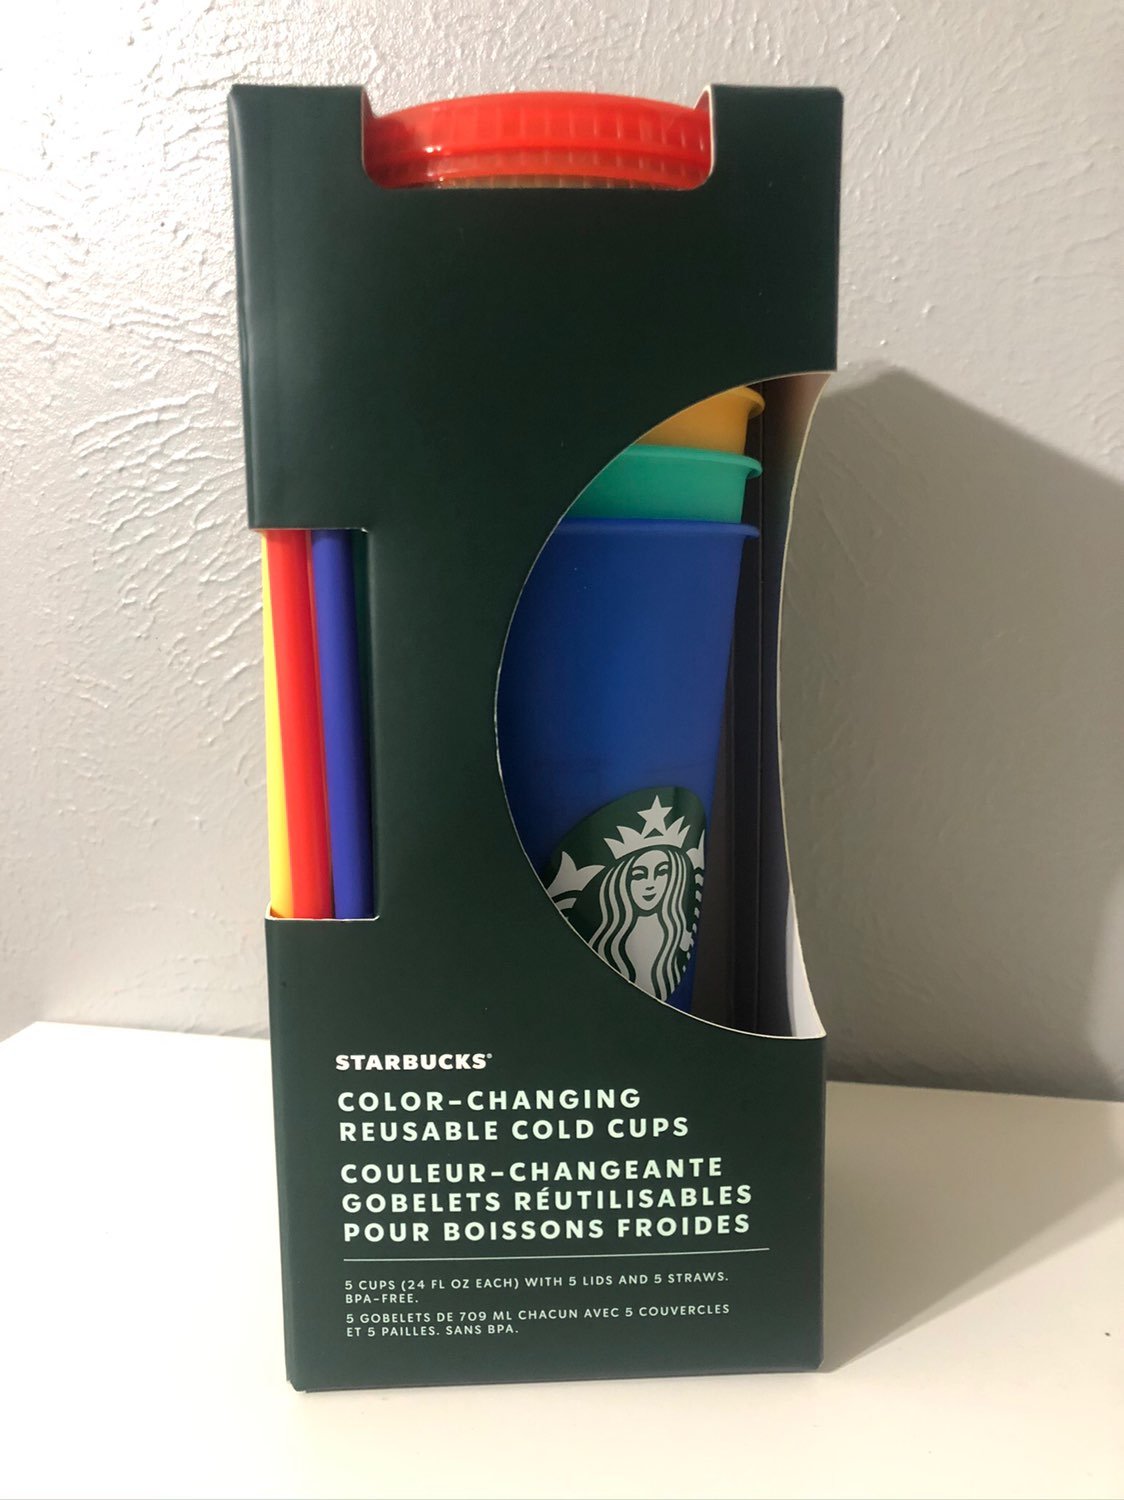 STARBUCKS®
COLOR-CHANGING
REUSABLE COLD CUPS
COULEUR-CHANGEANTE
GOBELETS RÉUTILISABLES
POUR BOISSONS FROIDES
5 CUPS (24 FL OZ EACH) WITH 5 LIDS AND 5 STRAWS.
BPA-FREE.
5 GOBELETS DE 709 ML CHACUN AVEC 5 COUVERCLES
ET 5 PAILLES. SANS BPA.